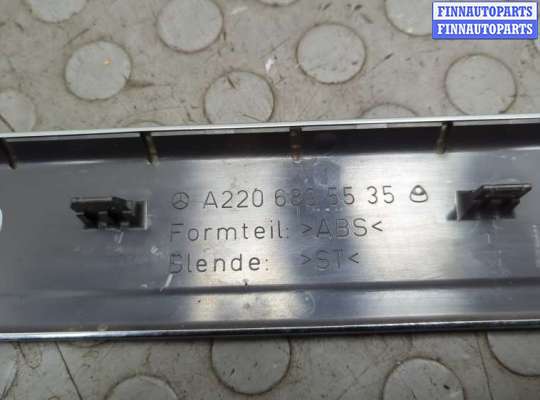 FINNAUTOPARTS
FINNAUTOPARTS
A220 68 55 35
Formteil: >ABS<
Blende: >ST<